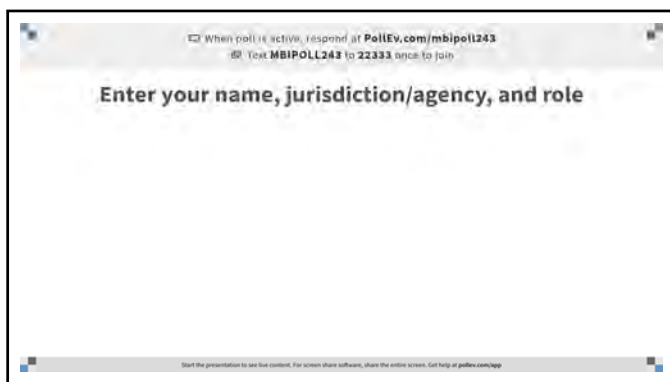 When poll is active, respond at PollEv.com/mbipoll243
Text MBIPOLL243 to 22333 once to join
Enter your name, jurisdiction/agency, and role
Start the presentation to see live content. For screen share software, share the entire screen. Get help at pollev.com/app